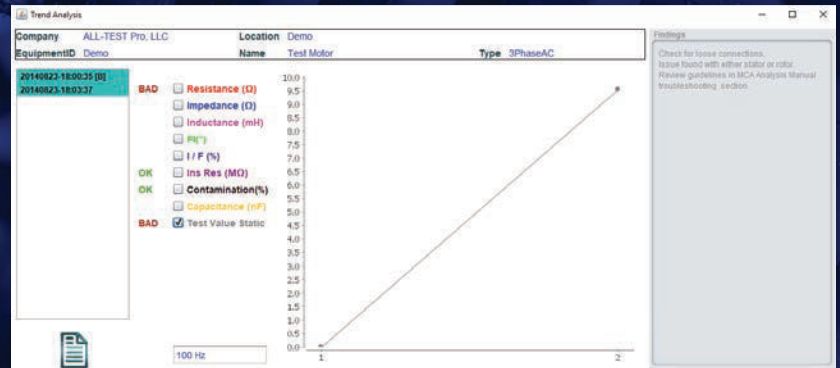 Trend Analysis
Company ALL-TEST Pro, LLC Location Demo
EquipmentID Demo Name Test Motor Type 3PhaseAC
Findings
Check for loose connections.
Issue found with either stator or rotor.
Review guidelines in MCA Analysis Manual
troubleshooting section.
20140823-18:00:35 [B]
20140823-18:03:37
BAD Resistance (Ω)
Impedance (Ω)
Inductance (mH)
FI(°)
I / F (%)
OK Ins Res (MΩ)
OK Contamination(%)
Capacitance (nF)
BAD Test Value Static
100 Hz
10.0
9.5
9.0
8.5
8.0
7.5
7.0
6.5
6.0
5.5
5.0
4.5
4.0
3.5
3.0
2.5
2.0
1.5
1.0
0.5
0.0
1 2